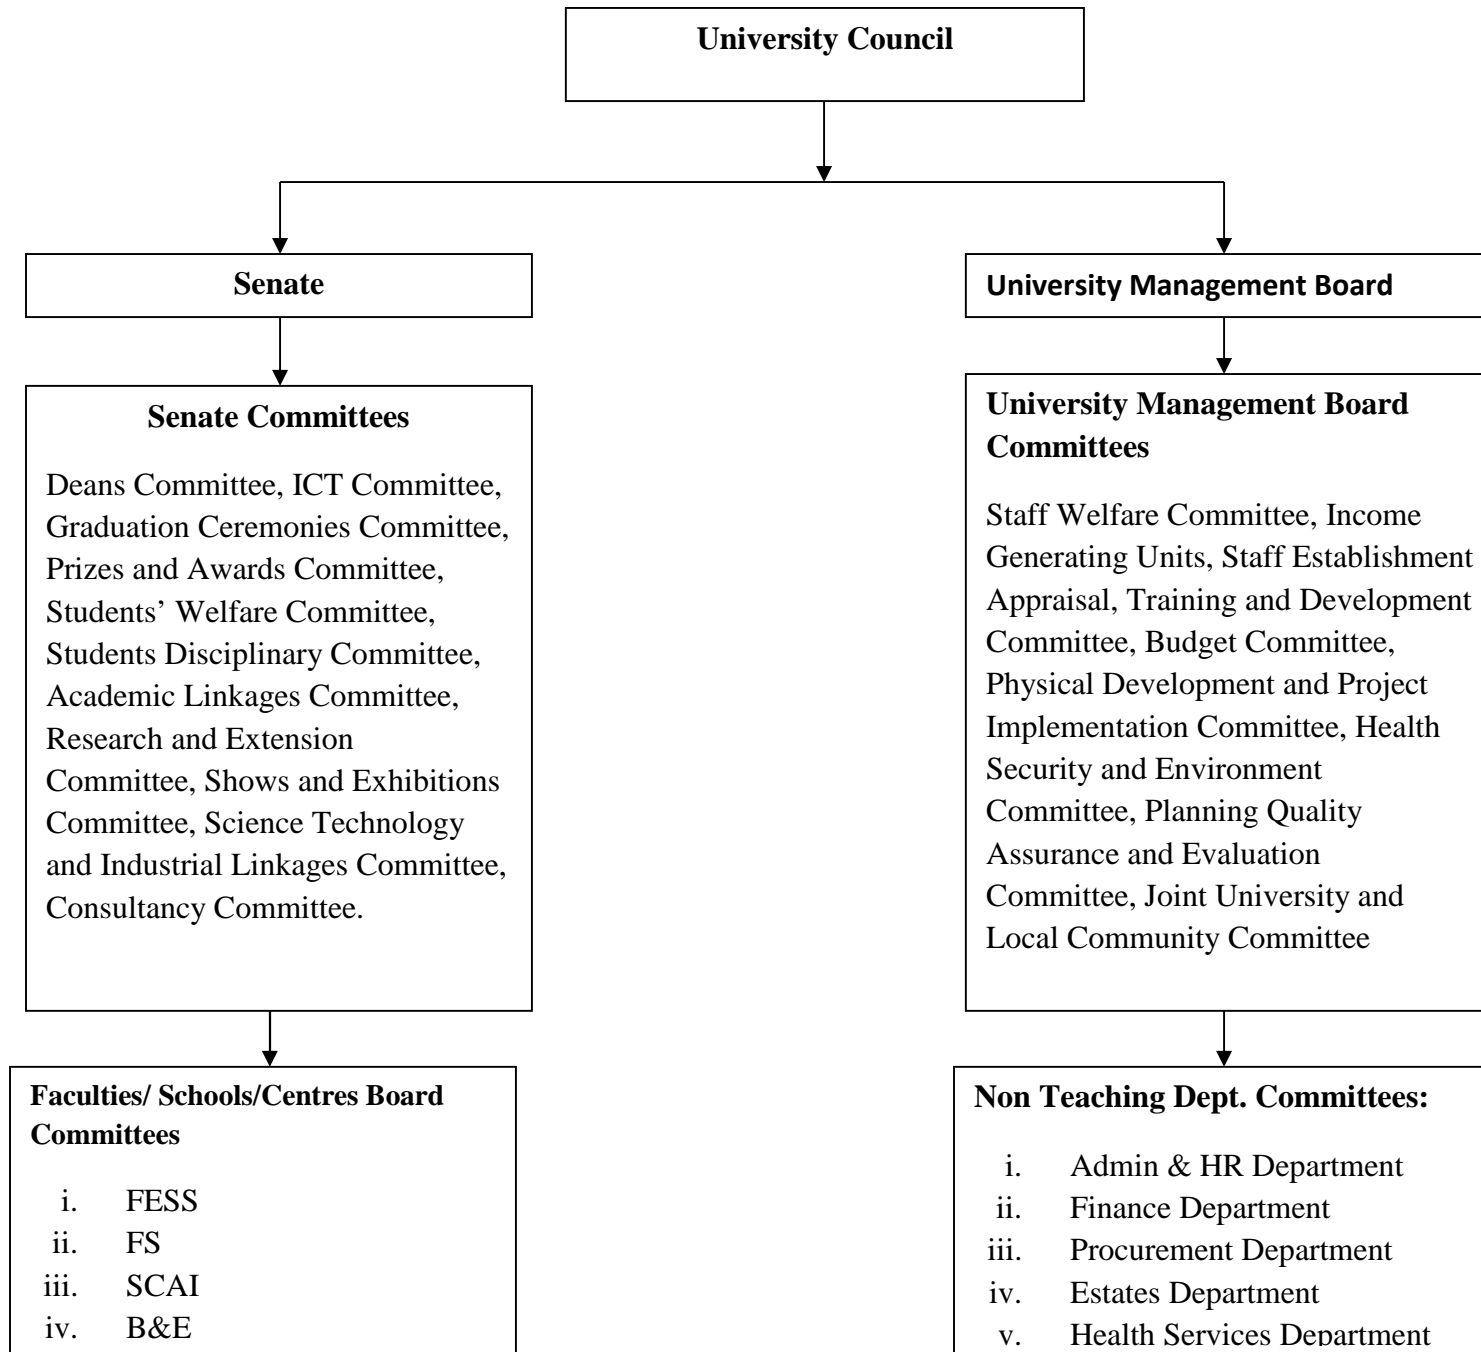 University Council
Senate
University Management Board
Senate Committees
Deans Committee, ICT Committee,
Graduation Ceremonies Committee,
Prizes and Awards Committee,
Students’ Welfare Committee,
Students Disciplinary Committee,
Academic Linkages Committee,
Research and Extension
Committee, Shows and Exhibitions
Committee, Science Technology
and Industrial Linkages Committee,
Consultancy Committee.
University Management Board
Committees
Staff Welfare Committee, Income
Generating Units, Staff Establishment
Appraisal, Training and Development
Committee, Budget Committee,
Physical Development and Project
Implementation Committee, Health
Security and Environment
Committee, Planning Quality
Assurance and Evaluation
Committee, Joint University and
Local Community Committee
Faculties/ Schools/Centres Board
Committees
i. FESS
ii. FS
iii. SCAI
iv. B&E
Non Teaching Dept. Committees:
i. Admin & HR Department
ii. Finance Department
iii. Procurement Department
iv. Estates Department
v. Health Services Department